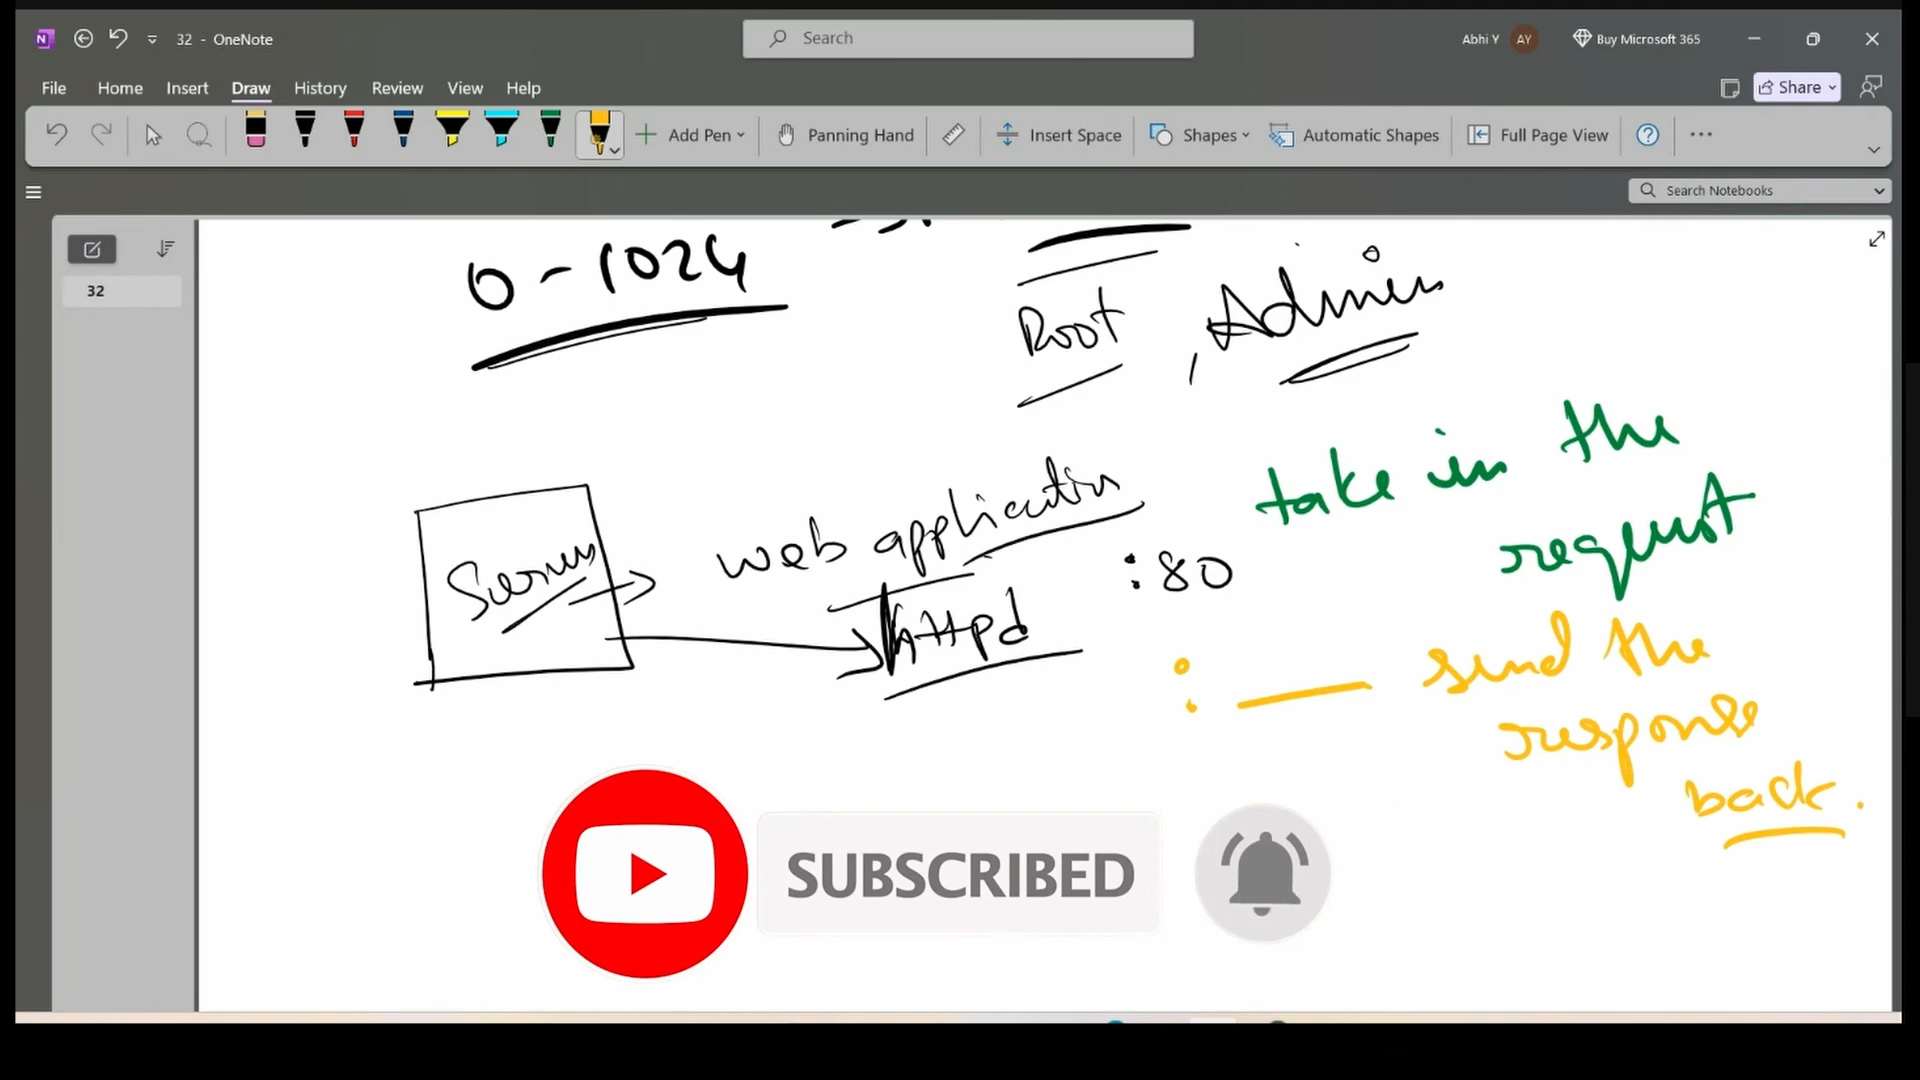 32 - OneNote
Search
Abhi Y AY
Buy Microsoft 365
File Home Insert Draw History Review View Help
Share
Add Pen
Panning Hand
Insert Space
Shapes
Automatic Shapes
Full Page View
Search Notebooks
32
0-1024
Root, Admin
take in the
request
Server
web application
:80
httpd
: __ send the
response
back.
SUBSCRIBED